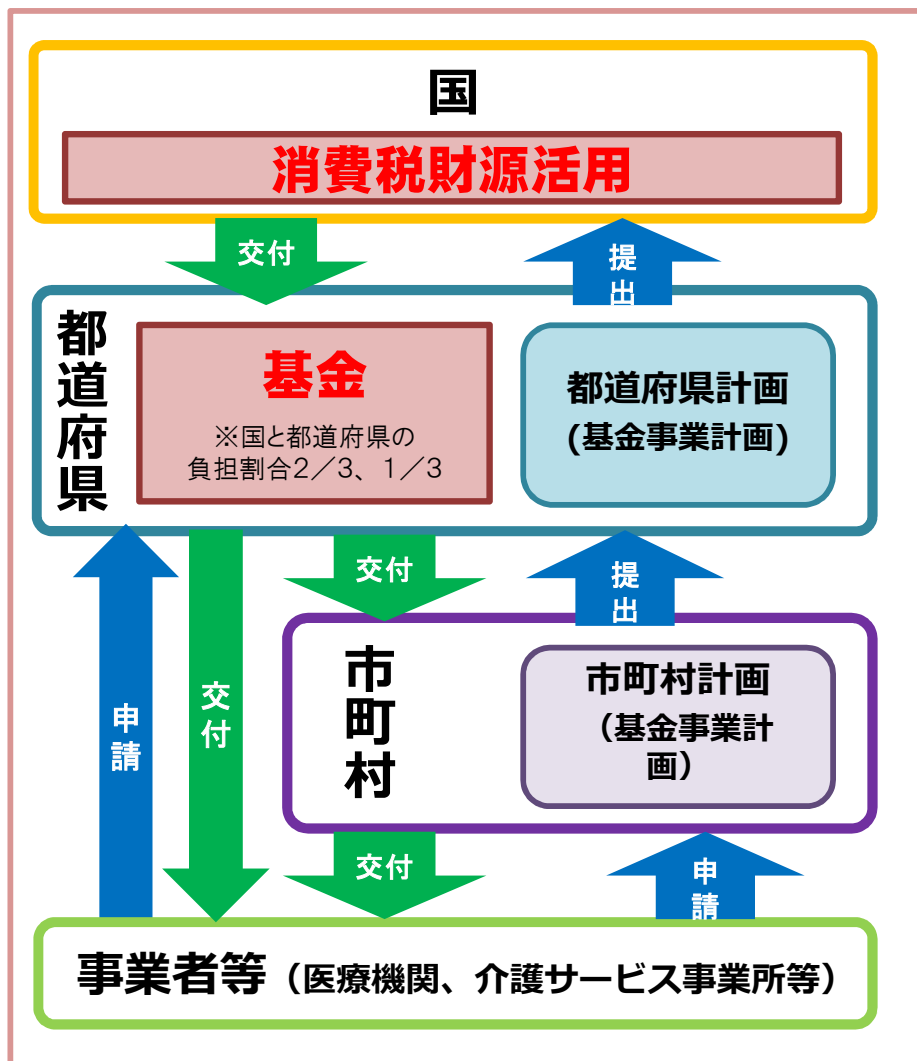 国
消費税財源活用
交付
提出
都道府県
基金
※国と都道府県の
負担割合2／3、1／3
都道府県計画
(基金事業計画)
交付
提出
申請
交付
市町村
市町村計画
（基金事業計
画）
交付
申請
事業者等（医療機関、介護サービス事業所等）